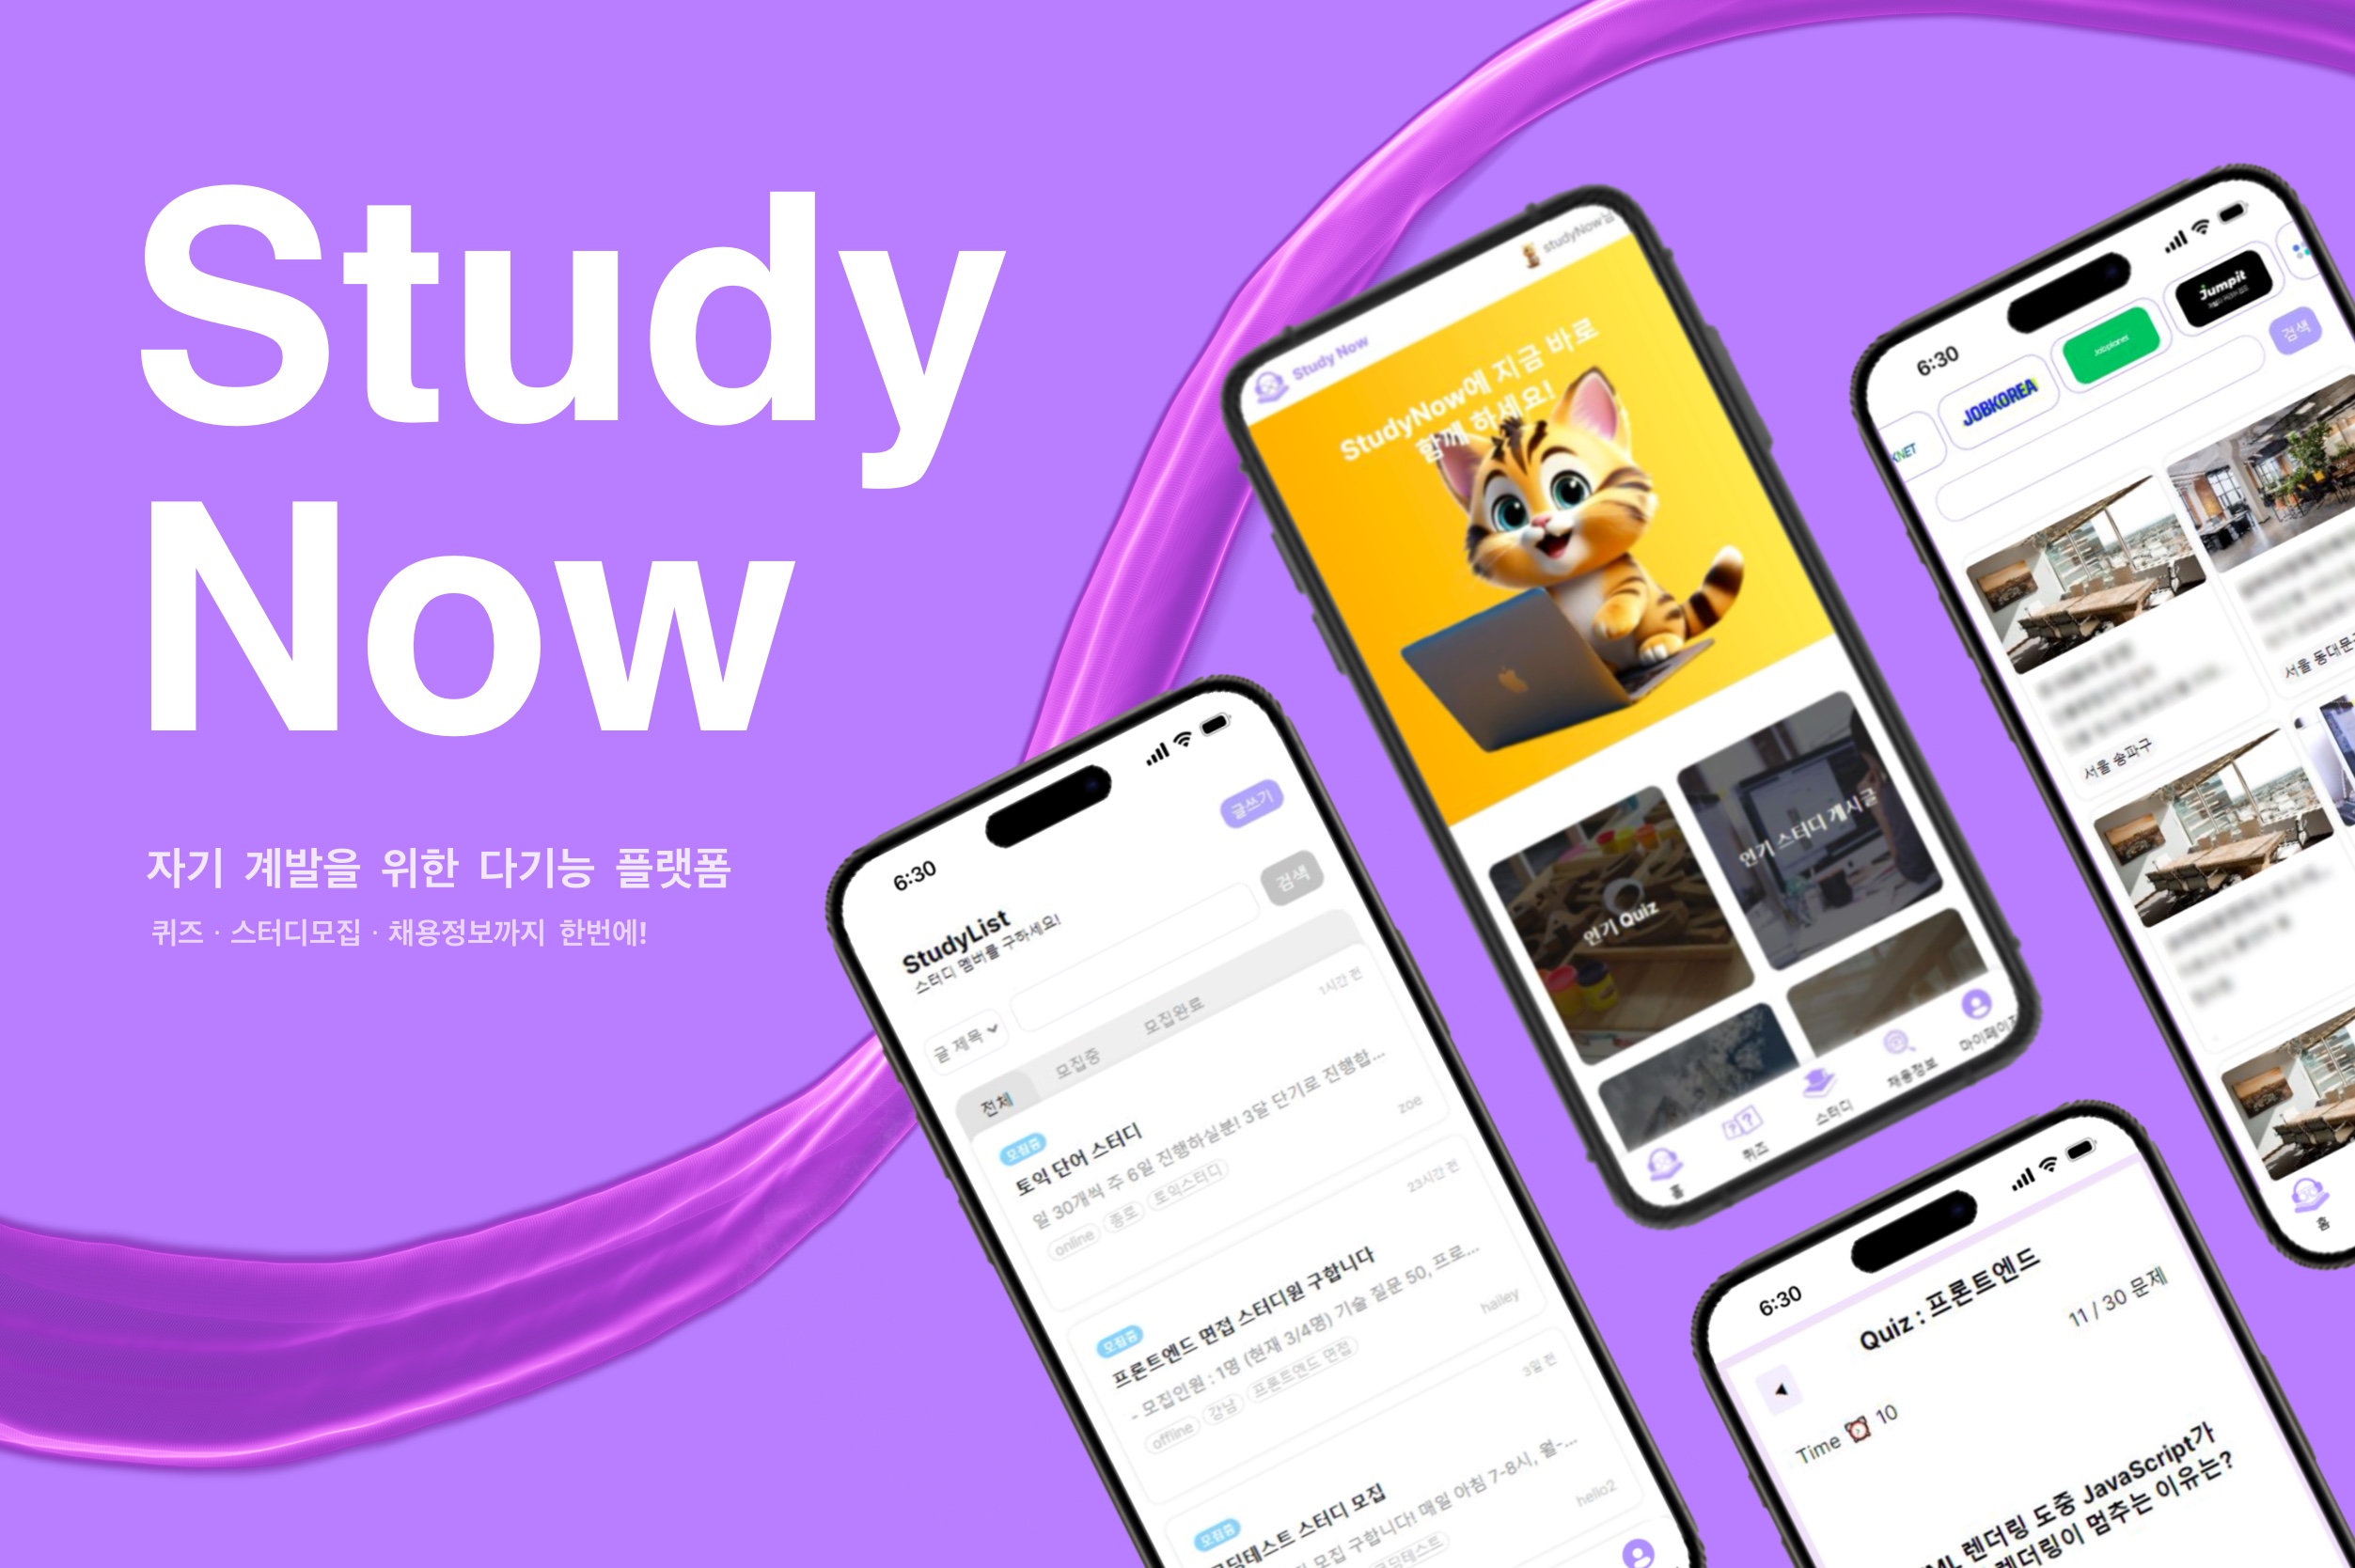 Study
Now
자기 계발을 위한 다기능 플랫폼
퀴즈 · 스터디모집 · 채용정보까지 한번에!
6:30
글쓰기
StudyList
스터디 멤버를 구하세요!
글 제목
검색
전체 모집중 모집완료
모집중
1시간 전
토익 단어 스터디
일 30개씩 주 6일 진행하실분! 3달 단기로 진행합...
online 종로 토익스터디
zoe
모집중
23시간 전
프론트엔드 면접 스터디원 구합니다
- 모집인원 : 1명 (현재 3/4명) 기술 질문 50, 프로...
offline 강남 프론트엔드 면접
hailey
모집중
3일 전
코딩테스트 스터디 모집
모집 구합니다! 매일 아침 7-8시, 월-...
코딩테스트
hello2
Study Now
studyNow님
StudyNow에 지금 바로
함께 하세요!
인기 Quiz
인기 스터디 게시글
홈 퀴즈 스터디 채용정보 마이페이지
6:30
KNET
JOBKOREA
Jobplanet
Jumpit
검색
서울 송파구
서울 동대문구
홈
6:30
Quiz : 프론트엔드
11 / 30 문제
Time ⏰ 10
ML 렌더링 도중 JavaScript가
렌더링이 멈추는 이유는?